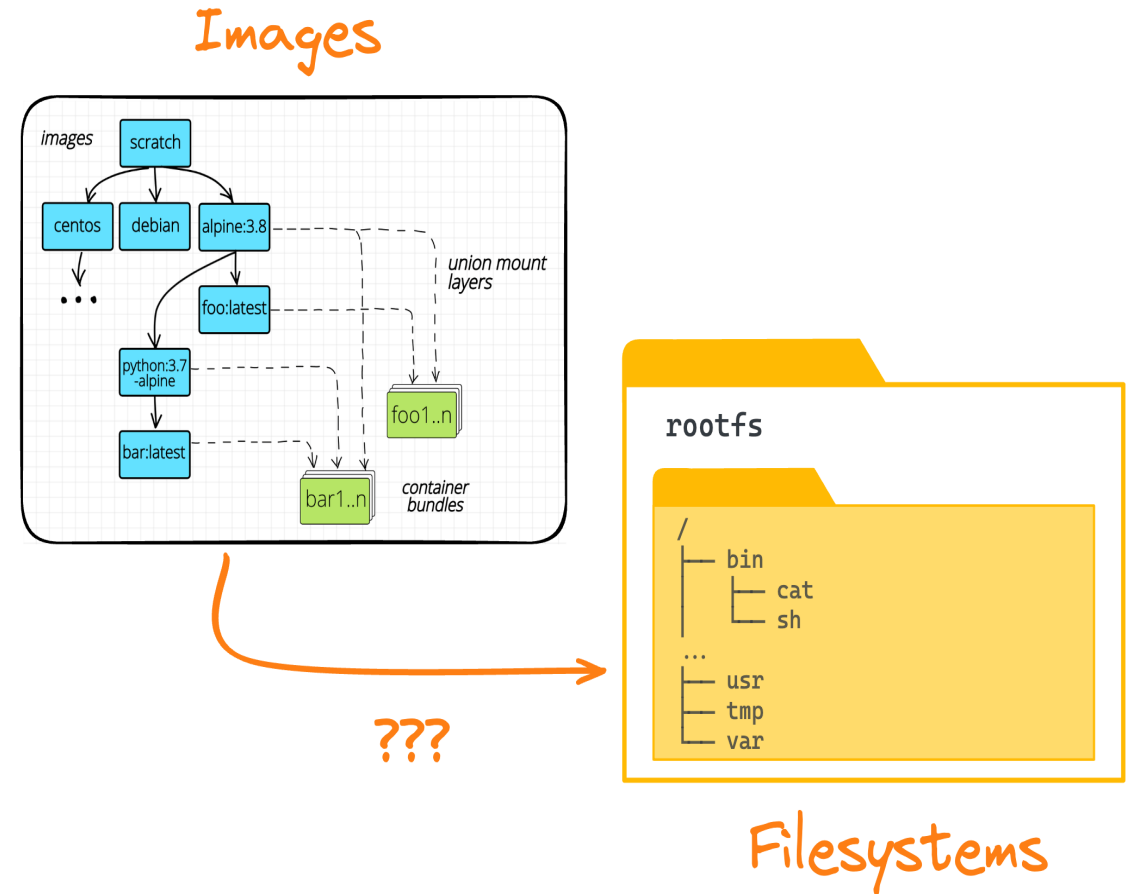 Images
images
scratch
centos
debian
alpine:3.8
...
union mount
layers
foo:latest
python:3.7
-alpine
foo1..n
bar:latest
bar1..n
container
bundles
???
rootfs
/
bin
cat
sh
...
usr
tmp
var
Filesystems